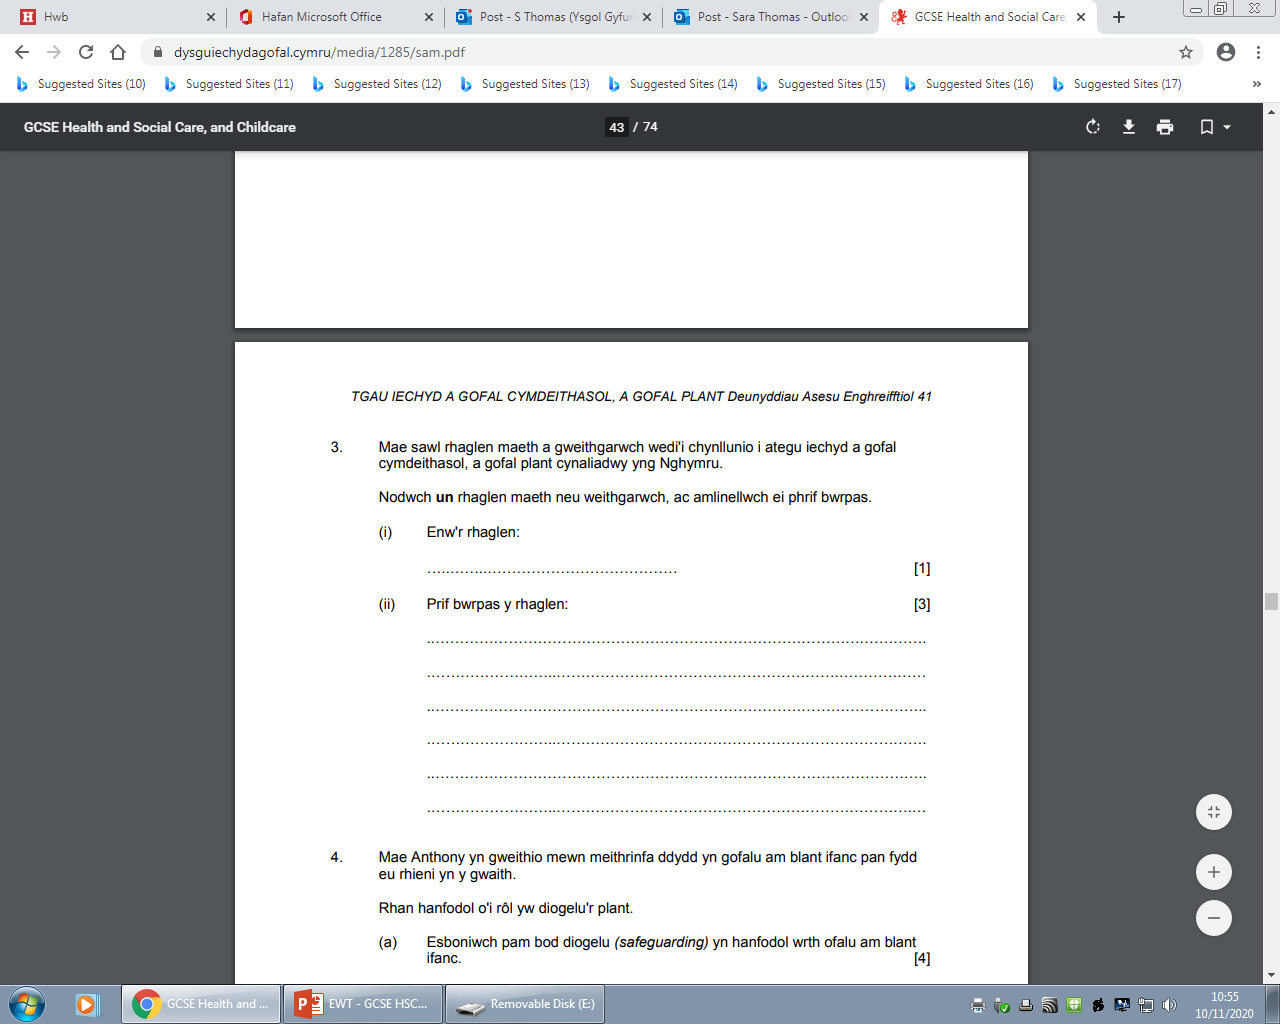 Hwb
Hafan Microsoft Office
Post - S Thomas (Ysgol Gyfun
Post - Sara Thomas - Outlook
GCSE Health and Social Care
dysguiechydagofal.cymru/media/1285/sam.pdf
Suggested Sites (10)
Suggested Sites (11)
Suggested Sites (12)
Suggested Sites (13)
Suggested Sites (14)
Suggested Sites (15)
Suggested Sites (16)
Suggested Sites (17)
»
GCSE Health and Social Care, and Childcare
43 / 74
TGAU IECHYD A GOFAL CYMDEITHASOL, A GOFAL PLANT Deunyddiau Asesu Enghreifftiol 41
3. Mae sawl rhaglen maeth a gweithgarwch wedi'i chynllunio i ategu iechyd a gofal
cymdeithasol, a gofal plant cynaliadwy yng Nghymru.
Nodwch un rhaglen maeth neu weithgarwch, ac amlinellwch ei phrif bwrpas.
(i) Enw'r rhaglen:
[1]
(ii) Prif bwrpas y rhaglen: [3]
4. Mae Anthony yn gweithio mewn meithrinfa ddydd yn gofalu am blant ifanc pan fydd
eu rhieni yn y gwaith.
Rhan hanfodol o'i rôl yw diogelu'r plant.
(a) Esboniwch pam bod diogelu (safeguarding) yn hanfodol wrth ofalu am blant
ifanc. [4]
GCSE Health and ...
EWT - GCSE HSC...
Removable Disk (E:)
10:55
10/11/2020